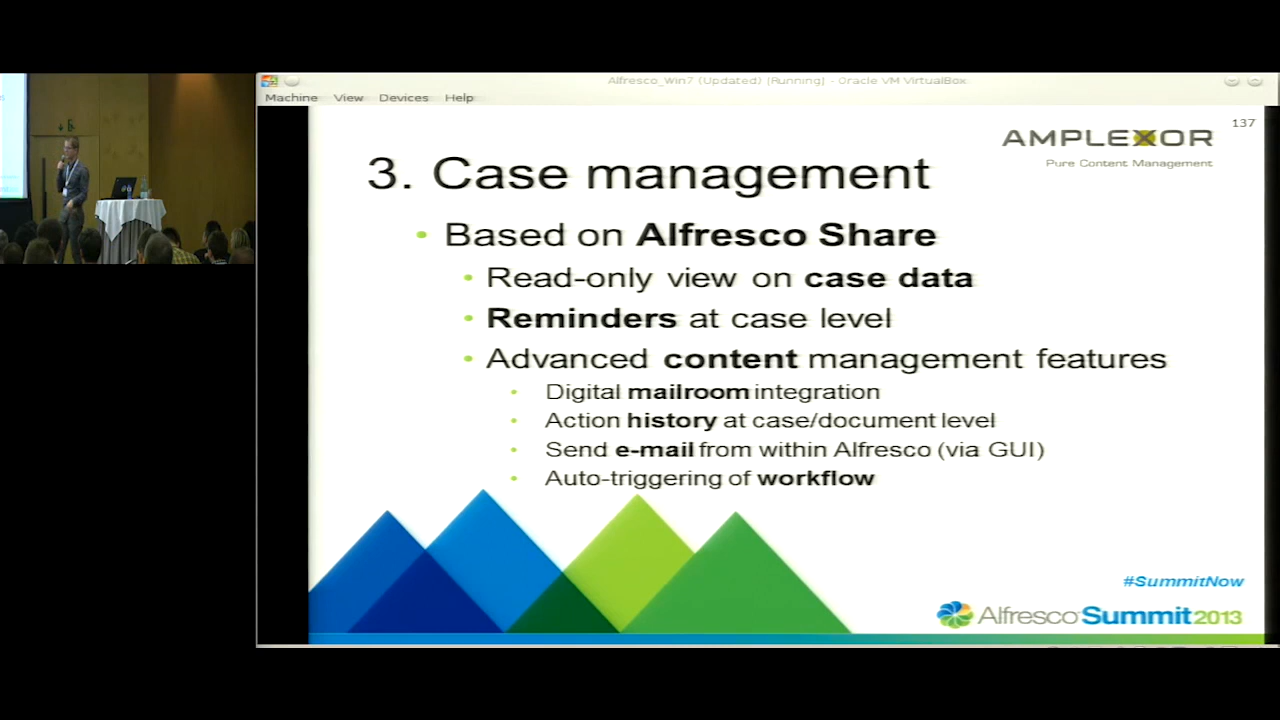 Alfresco_Win7 (Updated) [Running] - Oracle VM VirtualBox
Machine View Devices Help
137
AMPLEXOR
Pure Content Management
3. Case management
• Based on Alfresco Share
• Read-only view on case data
• Reminders at case level
• Advanced content management features
• Digital mailroom integration
• Action history at case/document level
• Send e-mail from within Alfresco (via GUI)
• Auto-triggering of workflow
#SummitNow
Alfresco Summit 2013